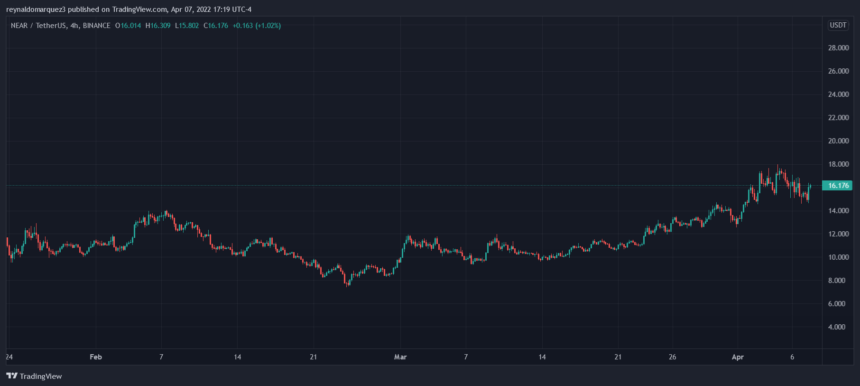 reynaldomarquez3 published on TradingView.com, Apr 07, 2022 17:19 UTC-4
NEAR / TetherUS, 4h, BINANCE O16.014 H16.309 L15.802 C16.176 +0.163 (+1.02%)
USDT
28.000
26.000
24.000
22.000
20.000
18.000
16.176
14.000
12.000
10.000
8.000
6.000
4.000
24 Feb 7 14 21 Mar 7 14 21 26 Apr 6
TradingView